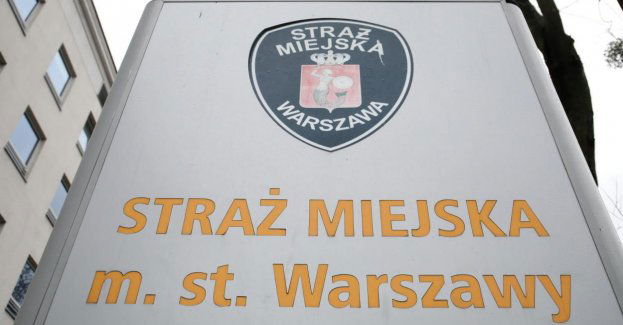 STRAŻ
MIEJSKA
WARSZAWA
STRAŻ MIEJSKA
m. st. Warszawy